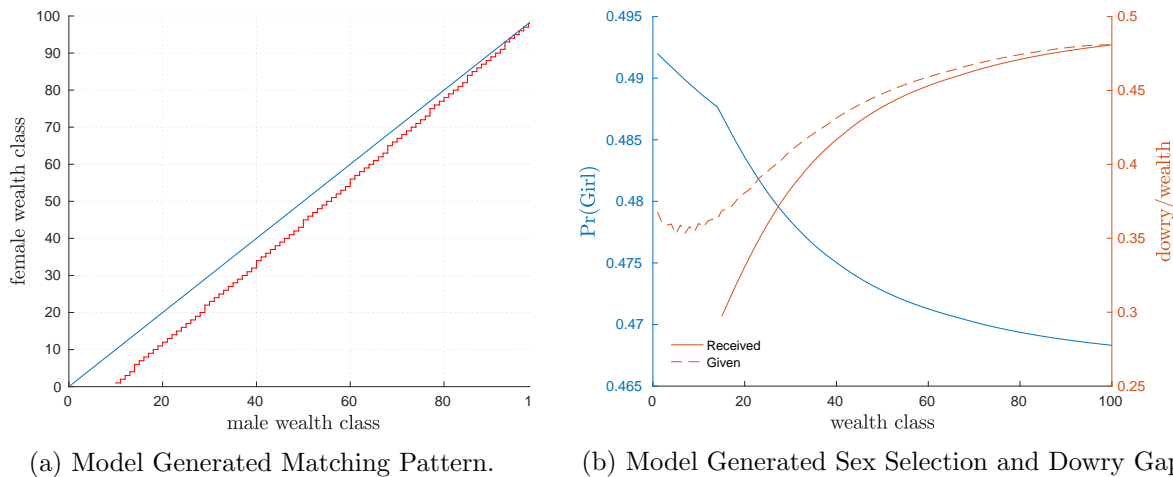 100
90
80
70
60
50
40
30
20
10
0
female wealth class
0 20 40 60 80 1
male wealth class
(a) Model Generated Matching Pattern.
0.495
0.49
0.485
0.48
0.475
0.47
0.465
Pr(Girl)
0.5
0.45
0.4
0.35
0.3
0.25
dowry/wealth
Received
Given
0 20 40 60 80 100
wealth class
(b) Model Generated Sex Selection and Dowry Gap